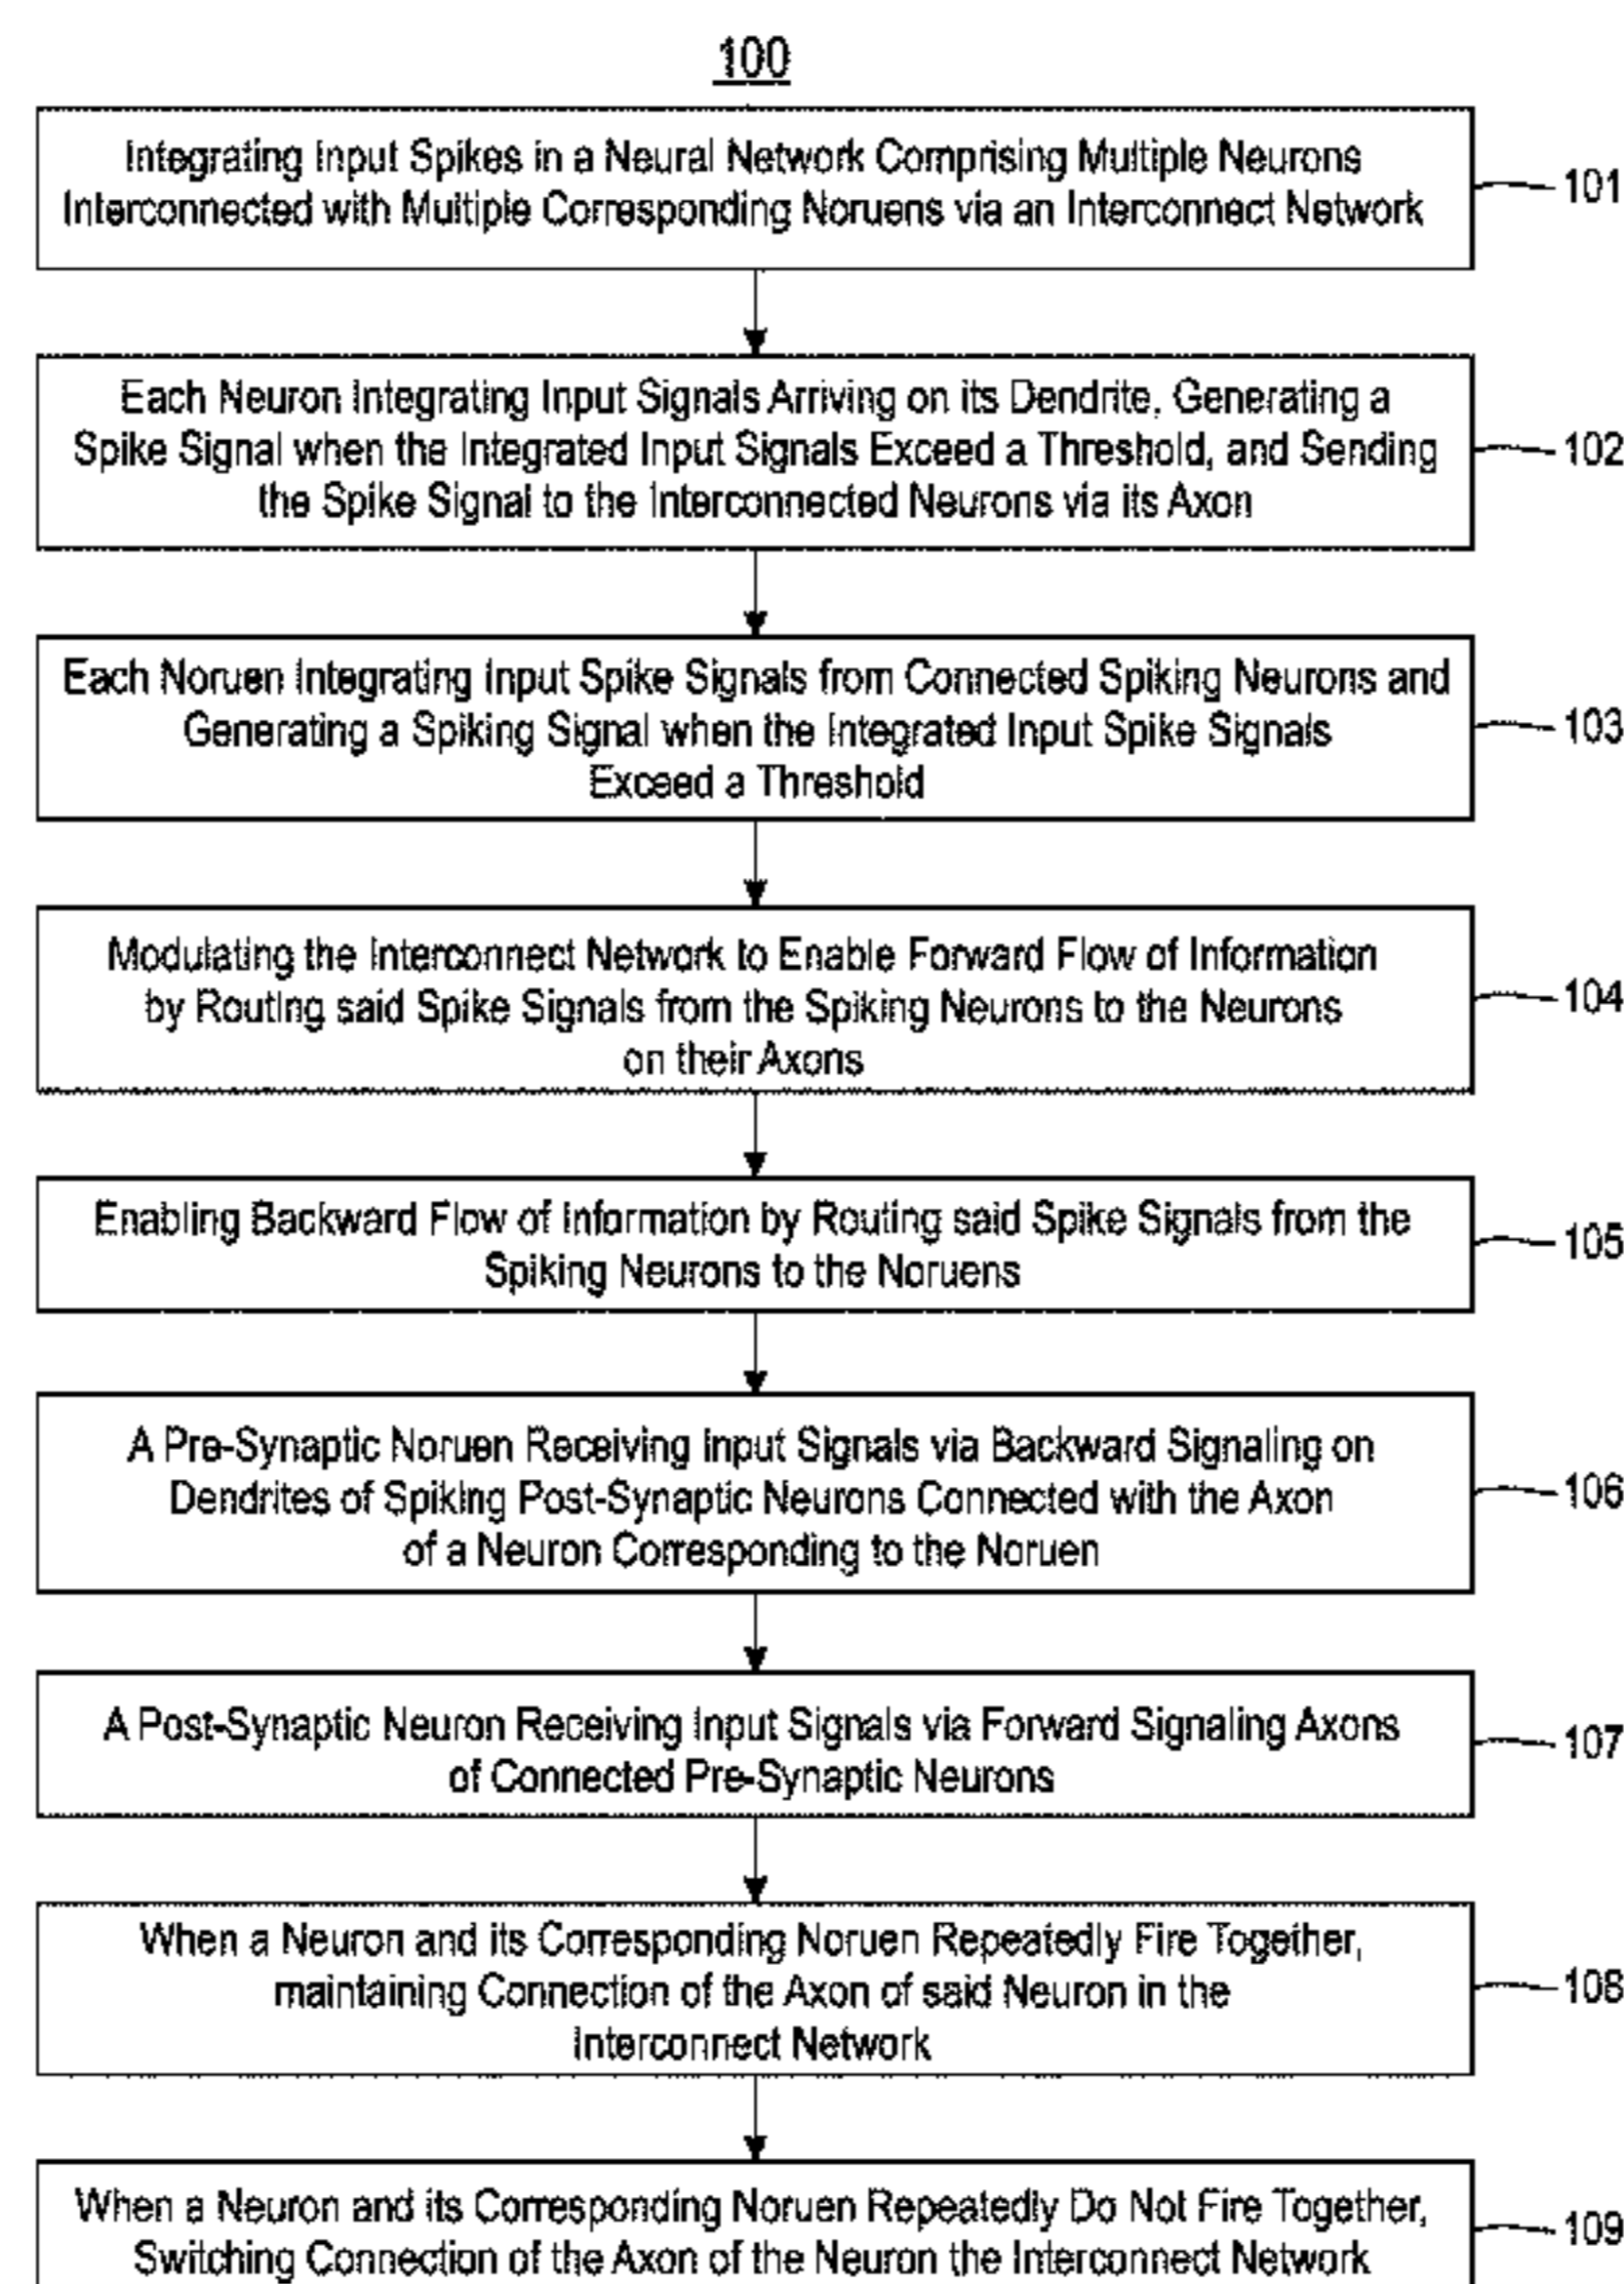 100
Integrating Input Spikes in a Neural Network Comprising Multiple Neurons
Interconnected with Multiple Corresponding Noruens via an Interconnect Network
101
Each Neuron Integrating Input Signals Arriving on its Dendrite, Generating a
Spike Signal when the Integrated Input Signals Exceed a Threshold, and Sending
the Spike Signal to the Interconnected Neurons via its Axon
102
Each Noruen Integrating Input Spike Signals from Connected Spiking Neurons and
Generating a Spiking Signal when the Integrated Input Spike Signals
Exceed a Threshold
103
Modulating the Interconnect Network to Enable Forward Flow of Information
by Routing said Spike Signals from the Spiking Neurons to the Neurons
on their Axons
104
Enabling Backward Flow of Information by Routing said Spike Signals from the
Spiking Neurons to the Noruens
105
A Pre-Synaptic Noruen Receiving Input Signals via Backward Signaling on
Dendrites of Spiking Post-Synaptic Neurons Connected with the Axon
of a Neuron Corresponding to the Noruen
106
A Post-Synaptic Neuron Receiving Input Signals via Forward Signaling Axons
of Connected Pre-Synaptic Neurons
107
When a Neuron and its Corresponding Noruen Repeatedly Fire Together,
maintaining Connection of the Axon of said Neuron in the
Interconnect Network
108
When a Neuron and its Corresponding Noruen Repeatedly Do Not Fire Together,
Switching Connection of the Axon of the Neuron the Interconnect Network
109